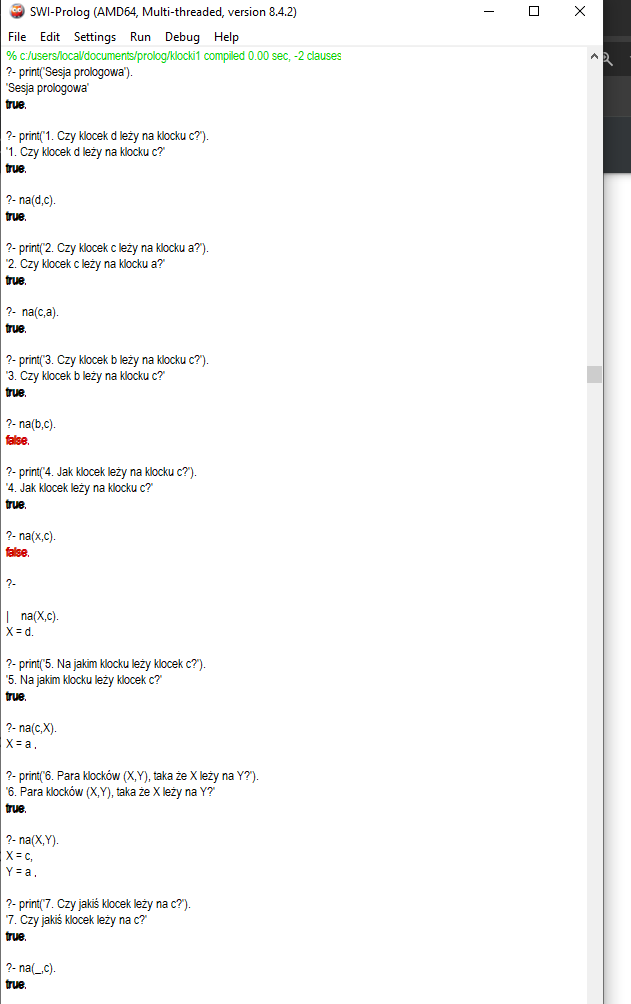 SWI-Prolog (AMD64, Multi-threaded, version 8.4.2)
File Edit Settings Run Debug Help
% c:/users/local/documents/prolog/klocki1 compiled 0.00 sec, -2 clauses
?- print('Sesja prologowa').
'Sesja prologowa'
true.
?- print('1. Czy klocek d leży na klocku c?').
'1. Czy klocek d leży na klocku c?'
true.
?- na(d,c).
true.
?- print('2. Czy klocek c leży na klocku a?').
'2. Czy klocek c leży na klocku a?'
true.
?-  na(c,a).
true.
?- print('3. Czy klocek b leży na klocku c?').
'3. Czy klocek b leży na klocku c?'
true.
?- na(b,c).
false.
?- print('4. Jak klocek leży na klocku c?').
'4. Jak klocek leży na klocku c?'
true.
?- na(x,c).
false.
?-
|    na(X,c).
X = d.
?- print('5. Na jakim klocku leży klocek c?').
'5. Na jakim klocku leży klocek c?'
true.
?- na(c,X).
X = a .
?- print('6. Para klocków (X,Y), taka że X leży na Y?').
'6. Para klocków (X,Y), taka że X leży na Y?'
true.
?- na(X,Y).
X = c,
Y = a .
?- print('7. Czy jakiś klocek leży na c?').
'7. Czy jakiś klocek leży na c?'
true.
?- na(_,c).
true.